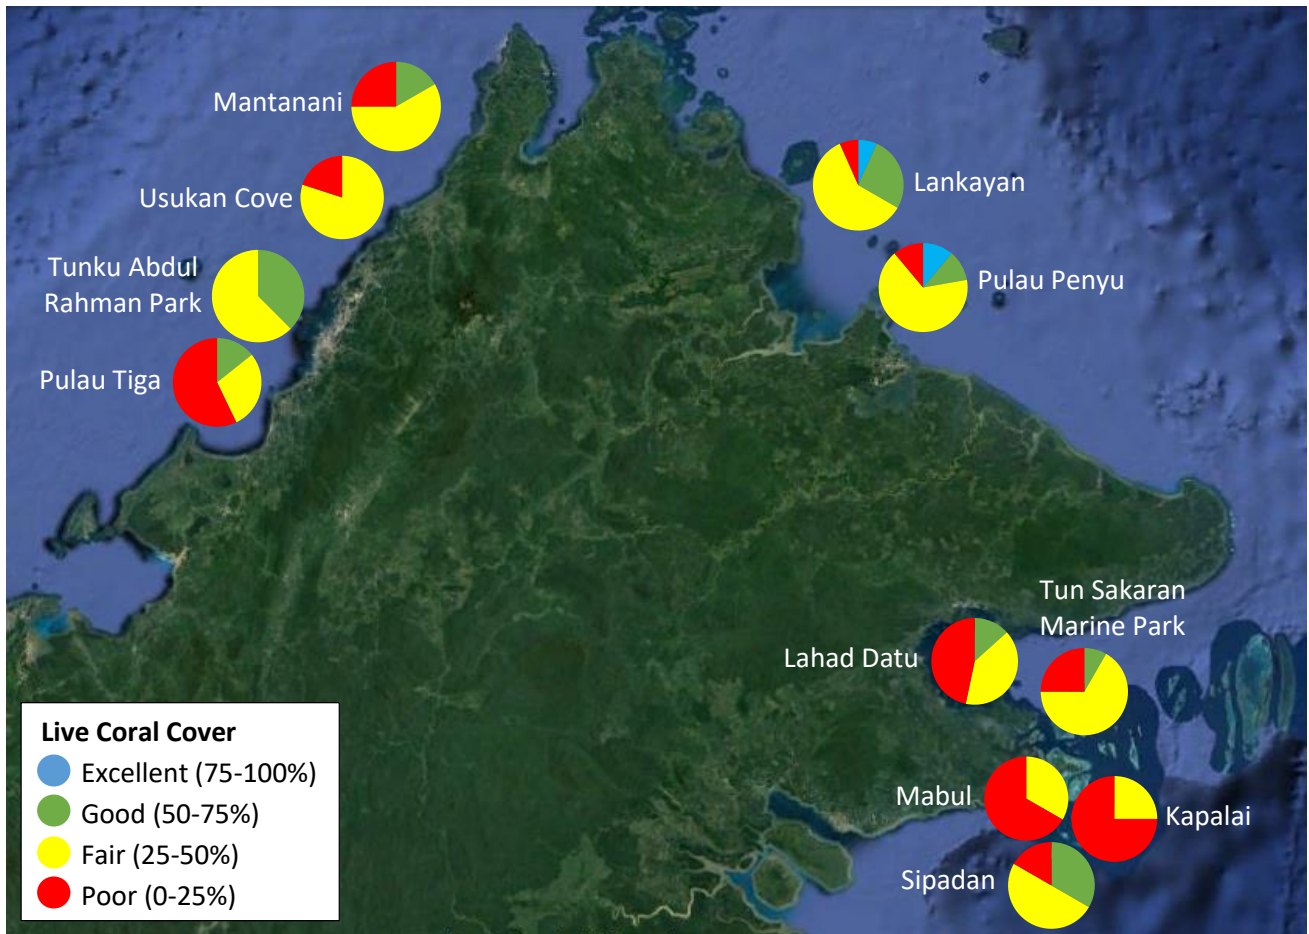 Mantanani
Usukan Cove
Tunku Abdul
Rahman Park
Pulau Tiga
Lankayan
Pulau Penyu
Tun Sakaran
Marine Park
Lahad Datu
Mabul
Kapalai
Sipadan
Live Coral Cover
Excellent (75-100%)
Good (50-75%)
Fair (25-50%)
Poor (0-25%)